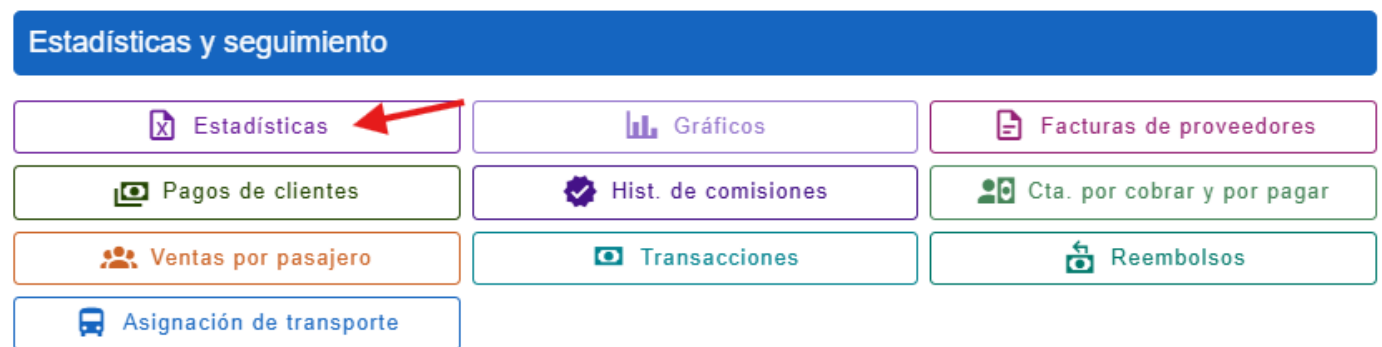 Estadísticas y seguimiento
Estadísticas
Gráficos
Facturas de proveedores
Pagos de clientes
Hist. de comisiones
Cta. por cobrar y por pagar
Ventas por pasajero
Transacciones
Reembolsos
Asignación de transporte